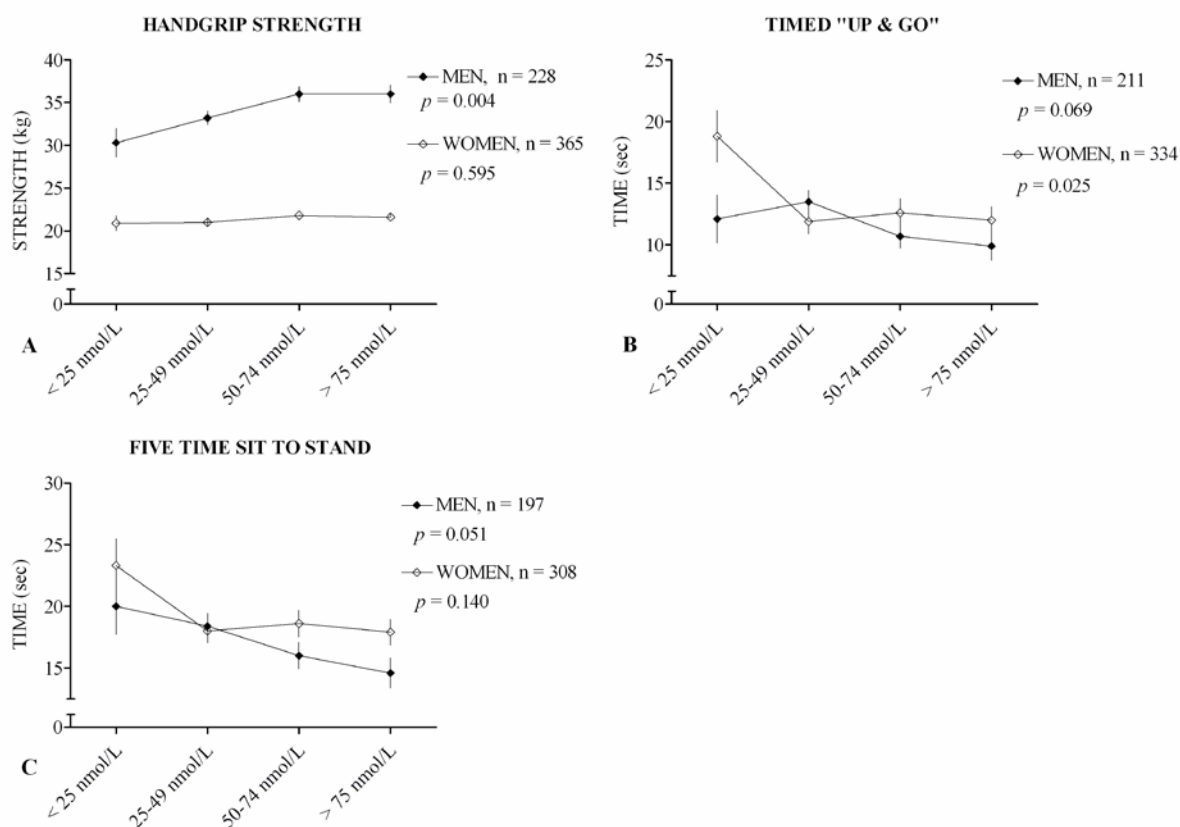 HANDGRIP STRENGTH
40
35
30
25
20
15
0
STRENGTH (kg)
MEN, n = 228
p = 0.004
WOMEN, n = 365
p = 0.595
A
< 25 nmol/L
25-49 nmol/L
50-74 nmol/L
> 75 nmol/L
TIMED "UP & GO"
25
20
15
10
0
TIME (sec)
MEN, n = 211
p = 0.069
WOMEN, n = 334
p = 0.025
B
< 25 nmol/L
25-49 nmol/L
50-74 nmol/L
> 75 nmol/L
FIVE TIME SIT TO STAND
30
25
20
15
0
TIME (sec)
MEN, n = 197
p = 0.051
WOMEN, n = 308
p = 0.140
C
< 25 nmol/L
25-49 nmol/L
50-74 nmol/L
> 75 nmol/L